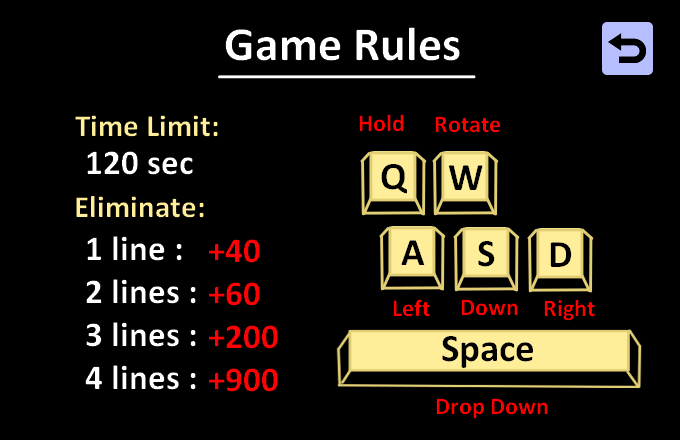 Game Rules
Time Limit:
120 sec
Eliminate:
1 line : +40
2 lines : +60
3 lines : +200
4 lines : +900
Hold Rotate
Q W
A S D
Left Down Right
Space
Drop Down